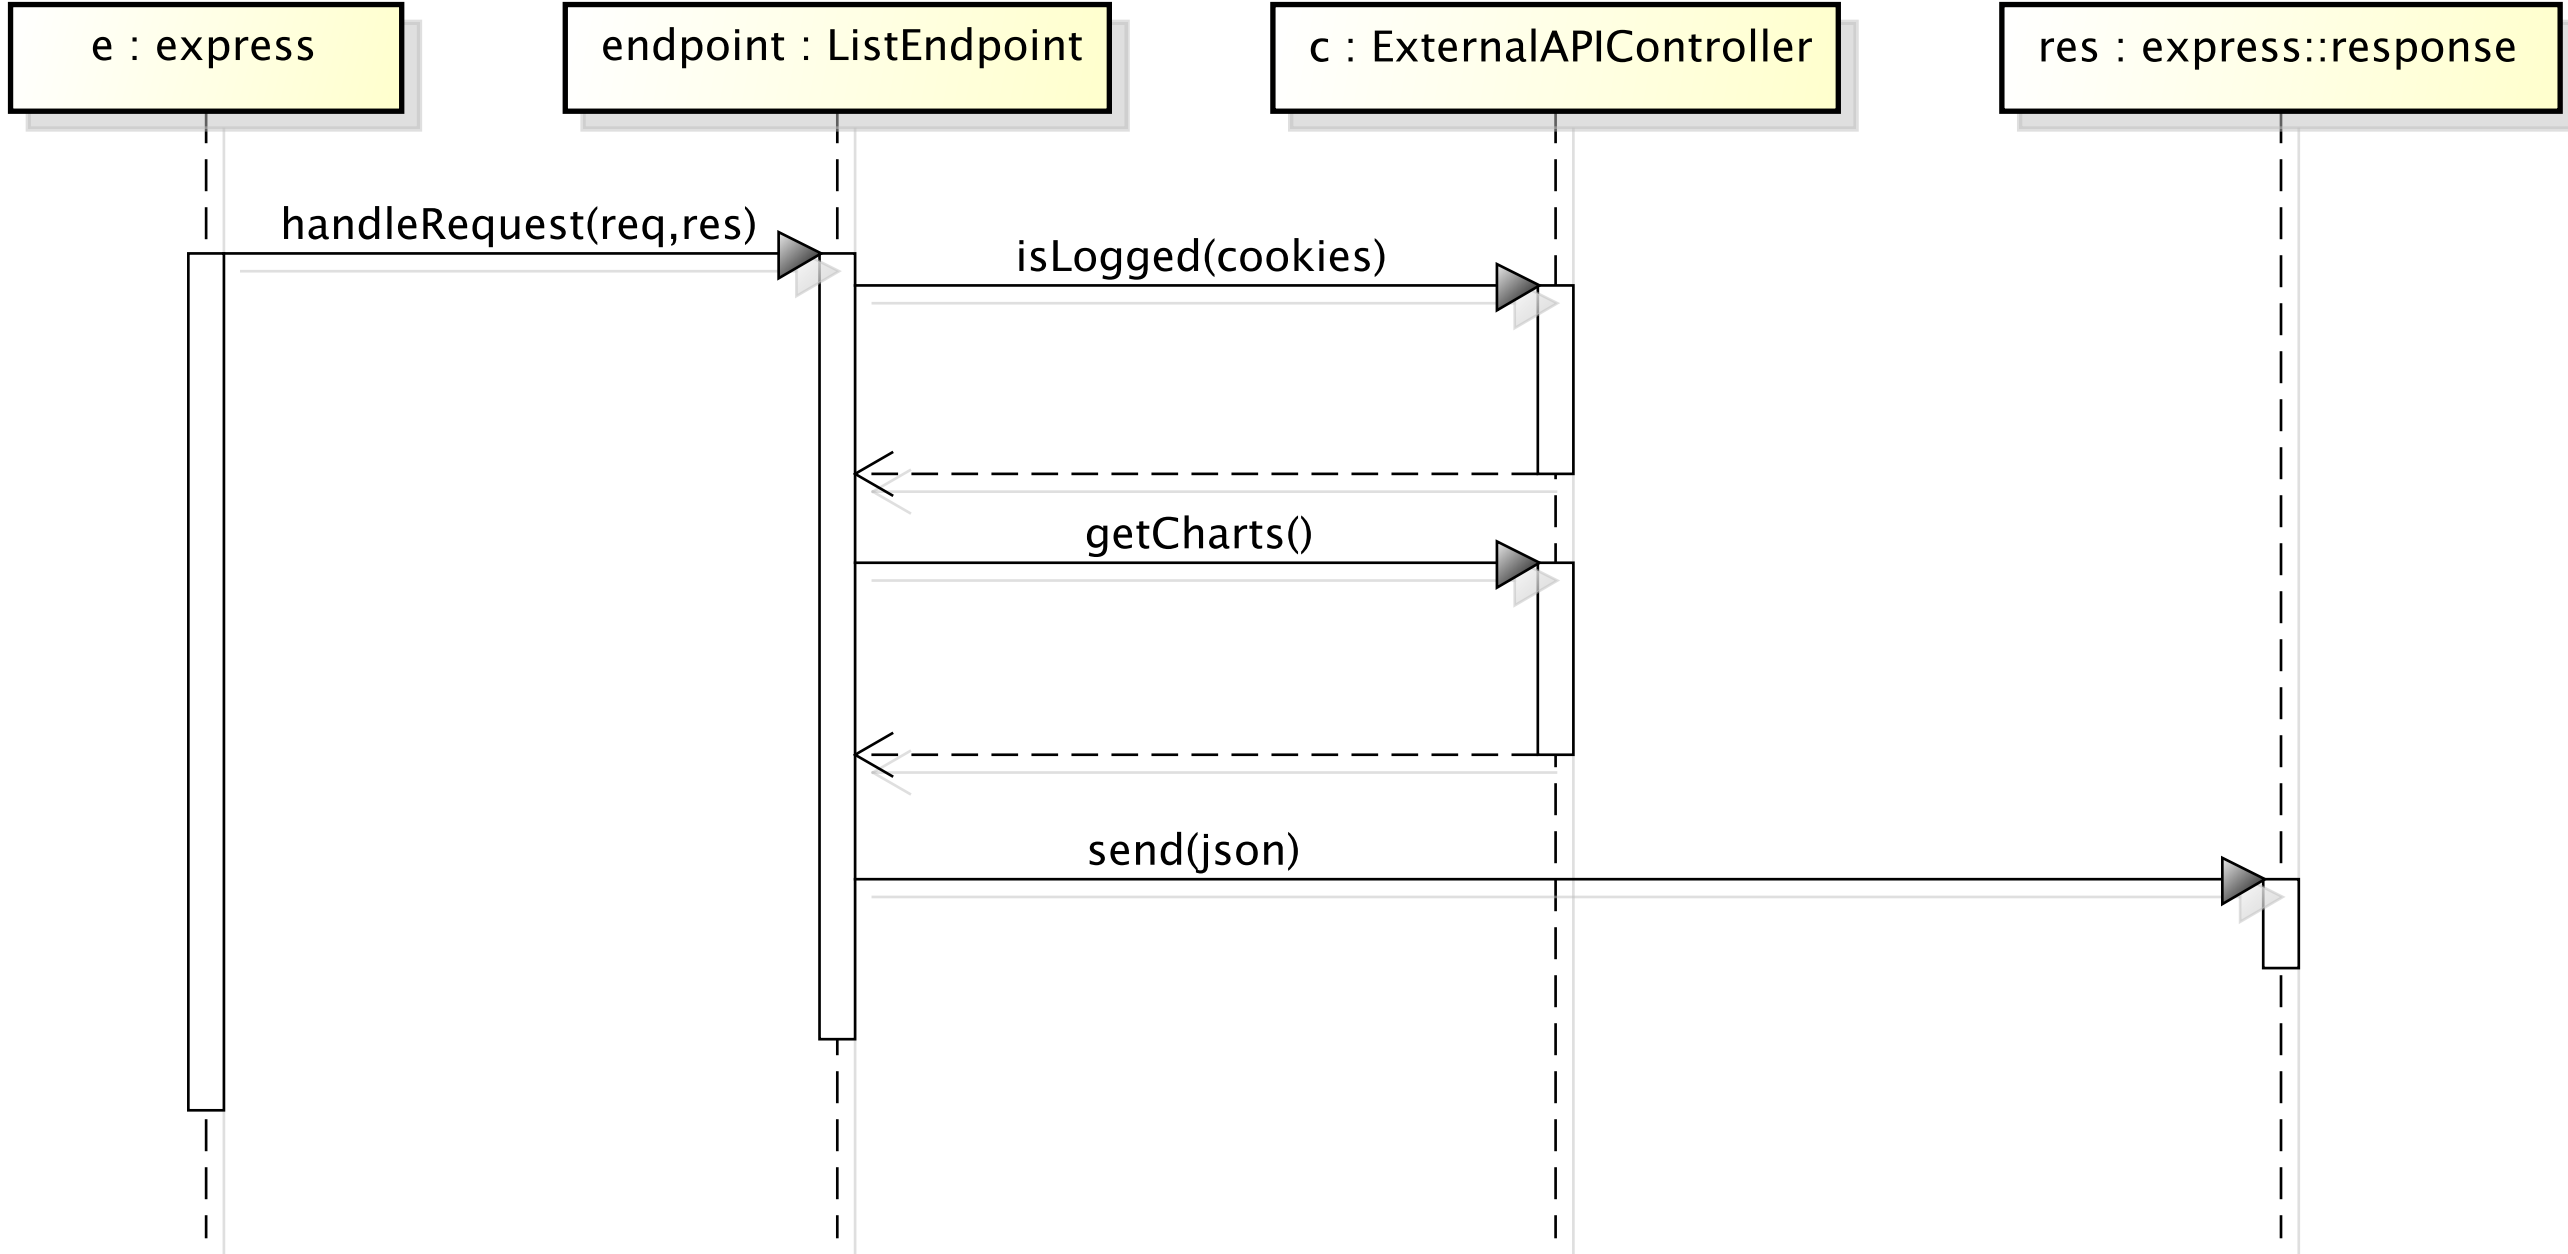 e : express
endpoint : ListEndpoint
c : ExternalAPIController
res : express::response
handleRequest(req,res)
isLogged(cookies)
getCharts()
send(json)